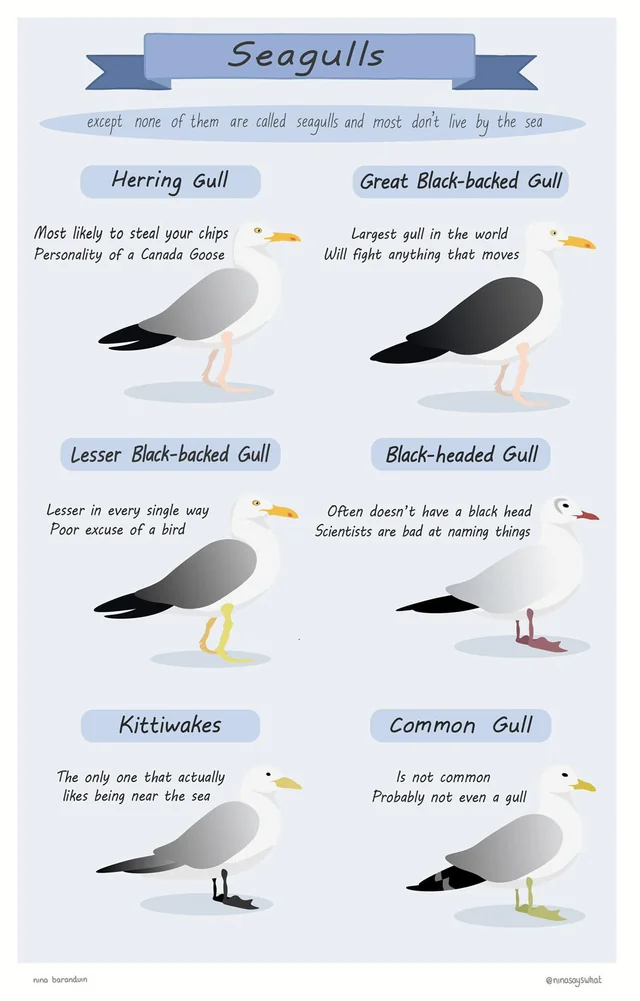 Seagulls
except none of them are called seagulls and most don't live by the sea
Herring Gull
Most likely to steal your chips
Personality of a Canada Goose
Great Black-backed Gull
Largest gull in the world
Will fight anything that moves
Lesser Black-backed Gull
Lesser in every single way
Poor excuse of a bird
Black-headed Gull
Often doesn't have a black head
Scientists are bad at naming things
Kittiwakes
The only one that actually
likes being near the sea
Common Gull
Is not common
Probably not even a gull
nina baranduin
@ninasayswhat